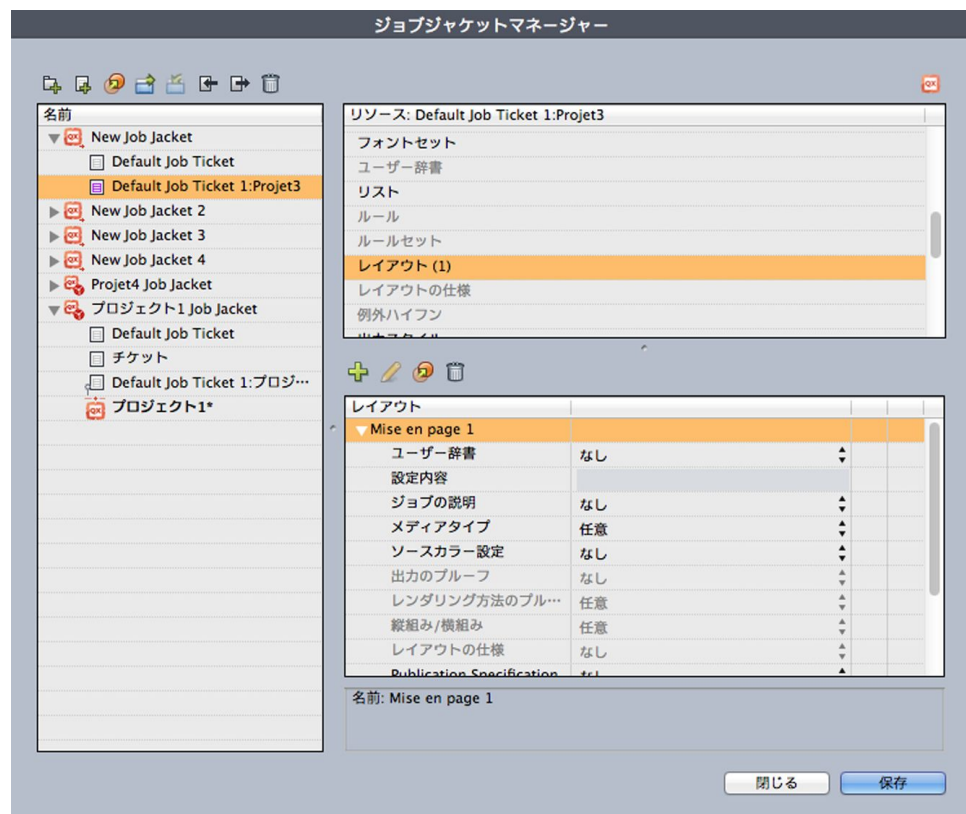 ジョブジャケットマネージャー
名前
New Job Jacket
Default Job Ticket
Default Job Ticket 1:Projet3
New Job Jacket 2
New Job Jacket 3
New Job Jacket 4
Projet4 Job Jacket
プロジェクト1 Job Jacket
Default Job Ticket
チケット
Default Job Ticket 1:プロジ…
プロジェクト1*
リソース: Default Job Ticket 1:Projet3
フォントセット
ユーザー辞書
リスト
ルール
ルールセット
レイアウト (1)
レイアウトの仕様
例外ハイフン
出力スタイル
レイアウト
Mise en page 1
ユーザー辞書 なし
設定内容
ジョブの説明 なし
メディアタイプ 任意
ソースカラー設定 なし
出力のプルーフ なし
レンダリング方法のプル… 任意
縦組み/横組み 任意
レイアウトの仕様 なし
Publication Specification なし
名前: Mise en page 1
閉じる 保存